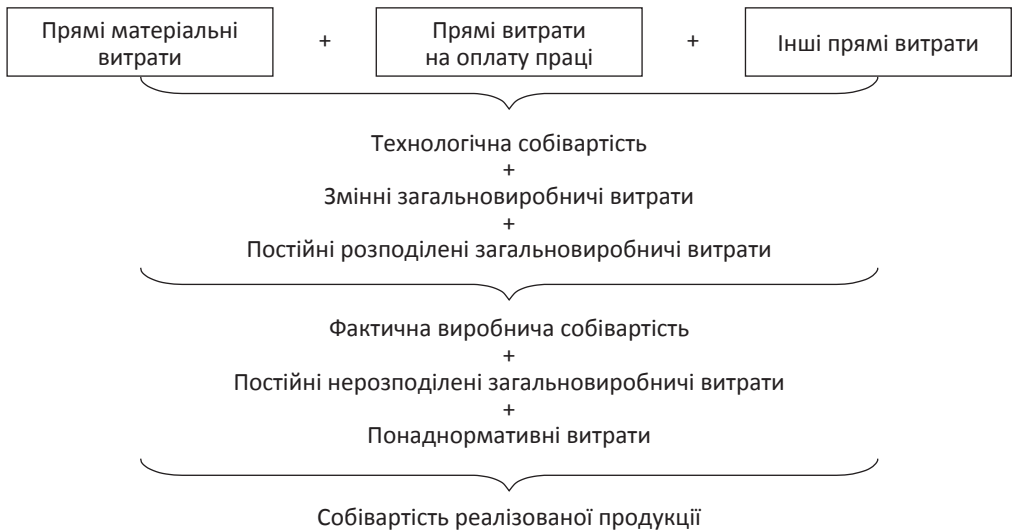 Прямі матеріальні
витрати
+
Прямі витрати
на оплату праці
+
Інші прямі витрати
Технологічна собівартість
+
Змінні загальновиробничі витрати
+
Постійні розподілені загальновиробничі витрати
Фактична виробнича собівартість
+
Постійні нерозподілені загальновиробничі витрати
+
Понаднормативні витрати
Собівартість реалізованої продукції